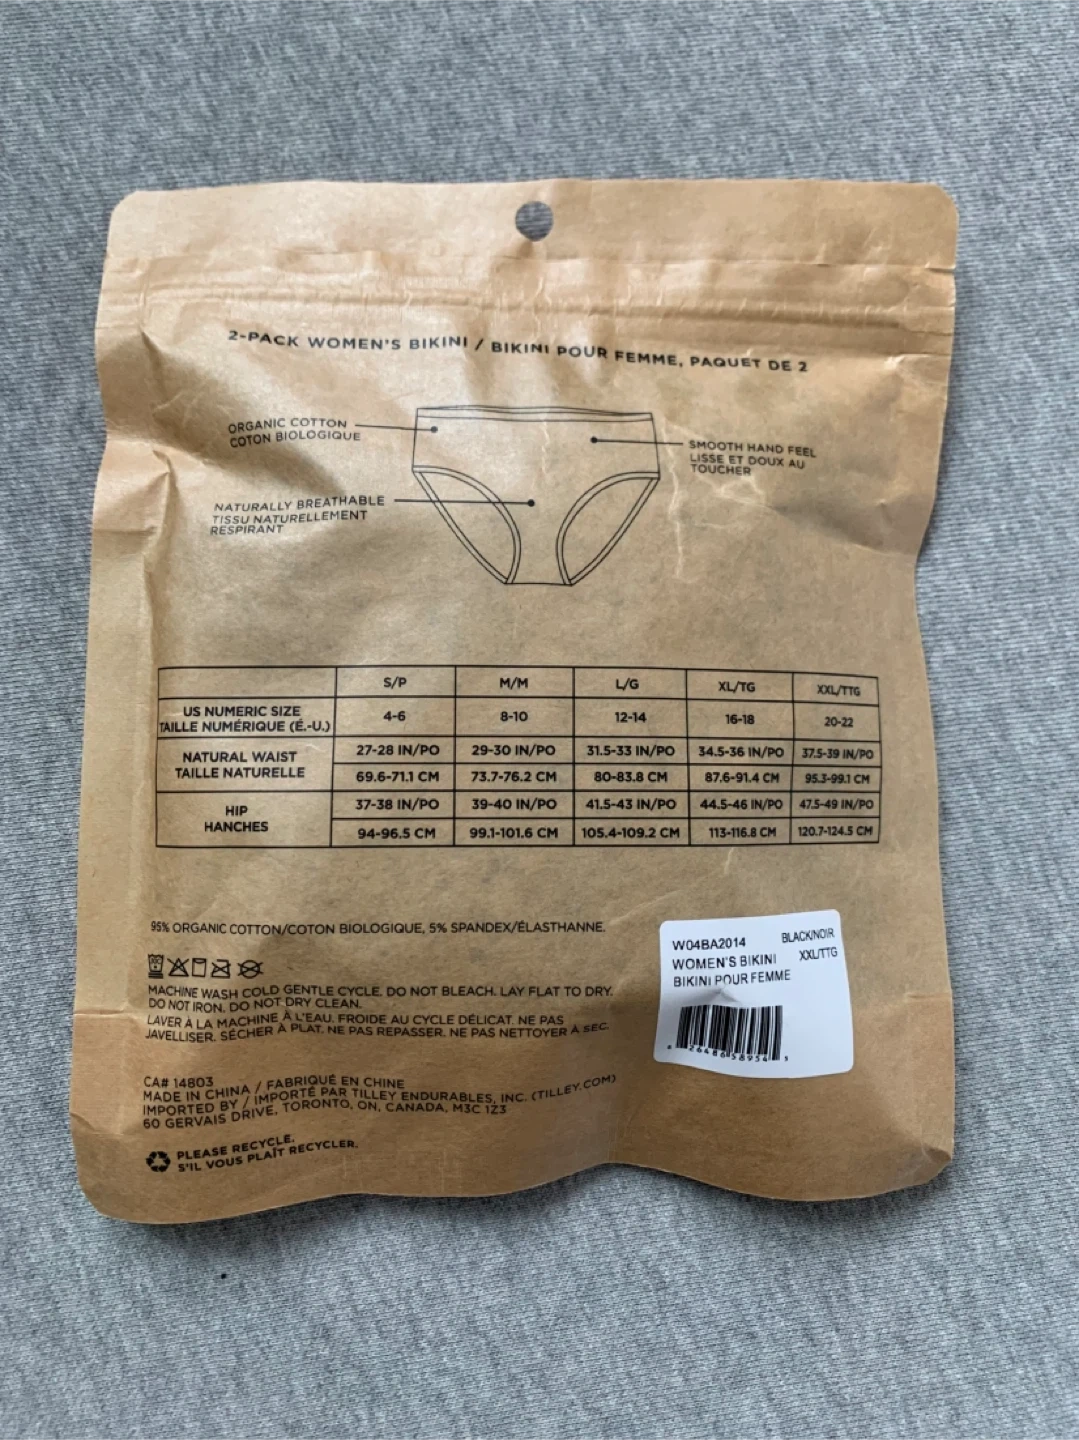 2-PACK WOMEN'S BIKINI / BIKINI POUR FEMME, PAQUET DE 2
ORGANIC COTTON
COTON BIOLOGIQUE
SMOOTH HAND FEEL
LISSE ET DOUX AU
TOUCHER
NATURALLY BREATHABLE
TISSU NATURELLEMENT
RESPIRANT
S/P M/M L/G XL/TG XXL/TTG
US NUMERIC SIZE
TAILLE NUMÉRIQUE (É.-U.)
4-6 8-10 12-14 16-18 20-22
NATURAL WAIST
TAILLE NATURELLE
27-28 IN/PO 29-30 IN/PO 31.5-33 IN/PO 34.5-36 IN/PO 37.5-39 IN/PO
69.6-71.1 CM 73.7-76.2 CM 80-83.8 CM 87.6-91.4 CM 95.3-99.1 CM
HIP
HANCHES
37-38 IN/PO 39-40 IN/PO 41.5-43 IN/PO 44.5-46 IN/PO 47.5-49 IN/PO
94-96.5 CM 99.1-101.6 CM 105.4-109.2 CM 113-116.8 CM 120.7-124.5 CM
95% ORGANIC COTTON/COTON BIOLOGIQUE, 5% SPANDEX/ÉLASTHANNE.
MACHINE WASH COLD GENTLE CYCLE. DO NOT BLEACH. LAY FLAT TO DRY.
DO NOT IRON. DO NOT DRY CLEAN.
LAVER À LA MACHINE À L'EAU. FROIDE AU CYCLE DÉLICAT. NE PAS
JAVELLISER. SÉCHER À PLAT. NE PAS REPASSER. NE PAS NETTOYER À SEC.
W04BA2014 BLACK/NOIR
WOMEN'S BIKINI XXL/TTG
BIKINI POUR FEMME
CA# 14803
MADE IN CHINA / FABRIQUÉ EN CHINE
IMPORTED BY / IMPORTÉ PAR TILLEY ENDURABLES, INC. (TILLEY.COM)
60 GERVAIS DRIVE, TORONTO, ON, CANADA, M3C 1Z3
PLEASE RECYCLE.
S'IL VOUS PLAÎT RECYCLER.